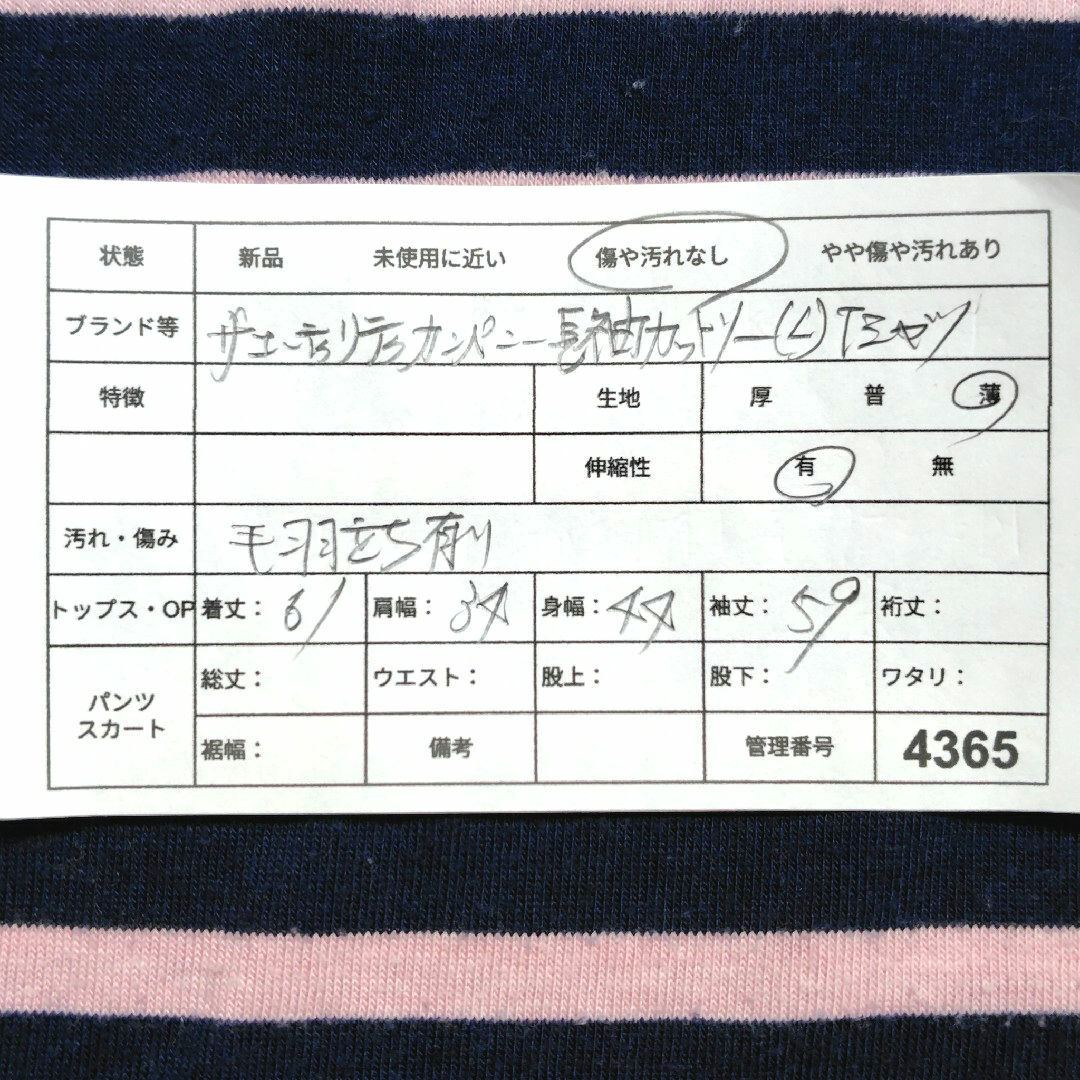 状態 新品 未使用に近い 傷や汚れなし やや傷や汚れあり
ブランド等 ザユーティリティカンパニー 長袖カットソー(L)Tシャツ
特徴 生地 厚 普 薄
伸縮性 有 無
汚れ・傷み 毛羽立ち有り
トップス・OP 着丈: 61 肩幅: 34 身幅: 44 袖丈: 59 裄丈:
パンツ スカート 総丈: ウエスト: 股上: 股下: ワタリ:
裾幅: 備考 管理番号 4365